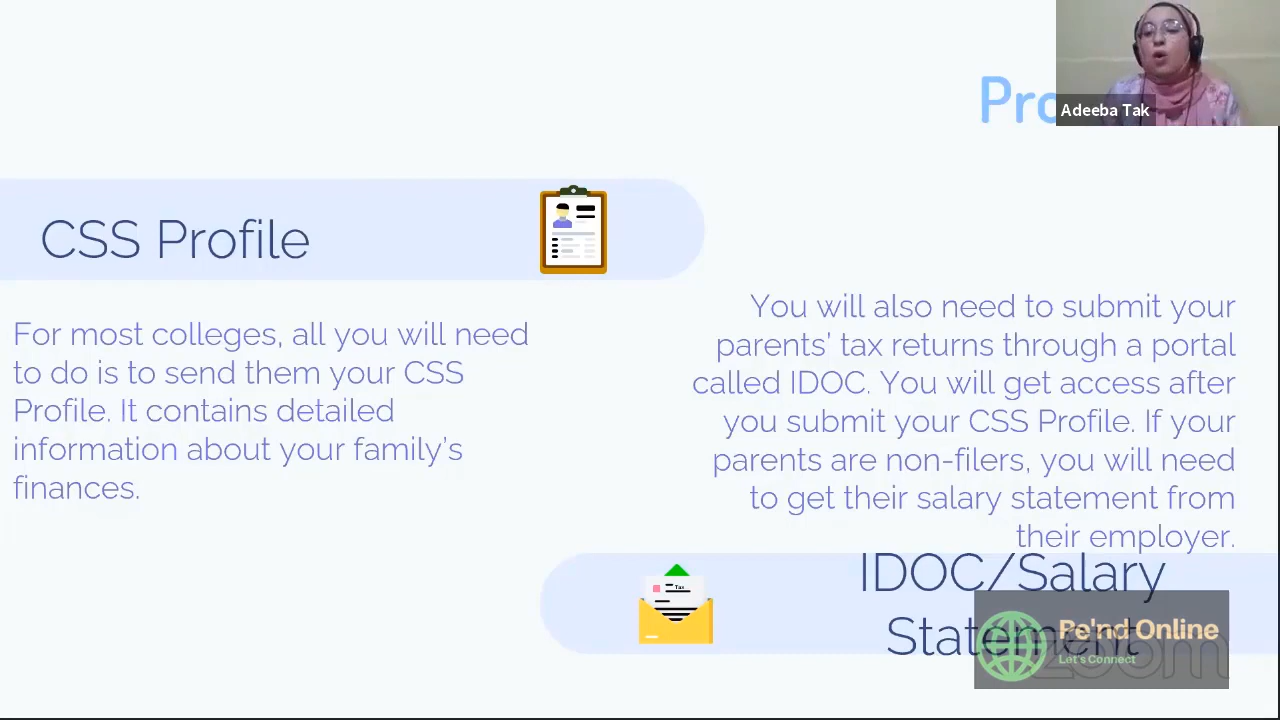 Adeeba Tak
CSS Profile
For most colleges, all you will need
to do is to send them your CSS
Profile. It contains detailed
information about your family's
finances.
You will also need to submit your
parents' tax returns through a portal
called IDOC. You will get access after
you submit your CSS Profile. If your
parents are non-filers, you will need
to get their salary statement from
their employer.
Tax
IDOC/Salary
Statement
Pe'nd Online
Let's Connect
zoom